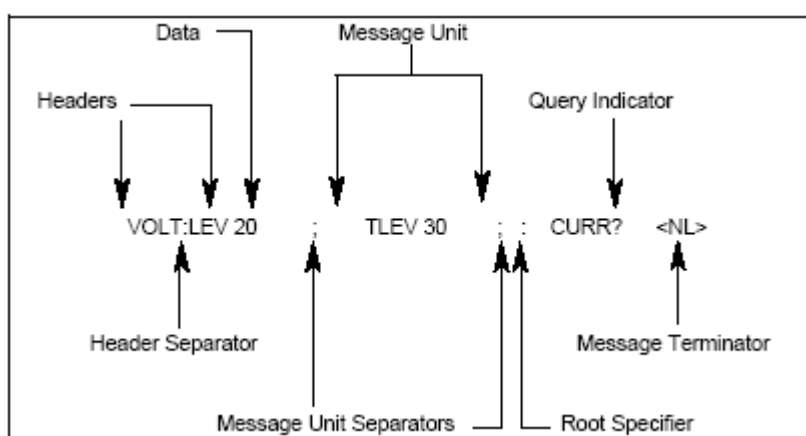 Data Message Unit
Headers Query Indicator
VOLT:LEV 20 ; TLEV 30 ; : CURR? <NL>
Header Separator Message Terminator
Message Unit Separators Root Specifier